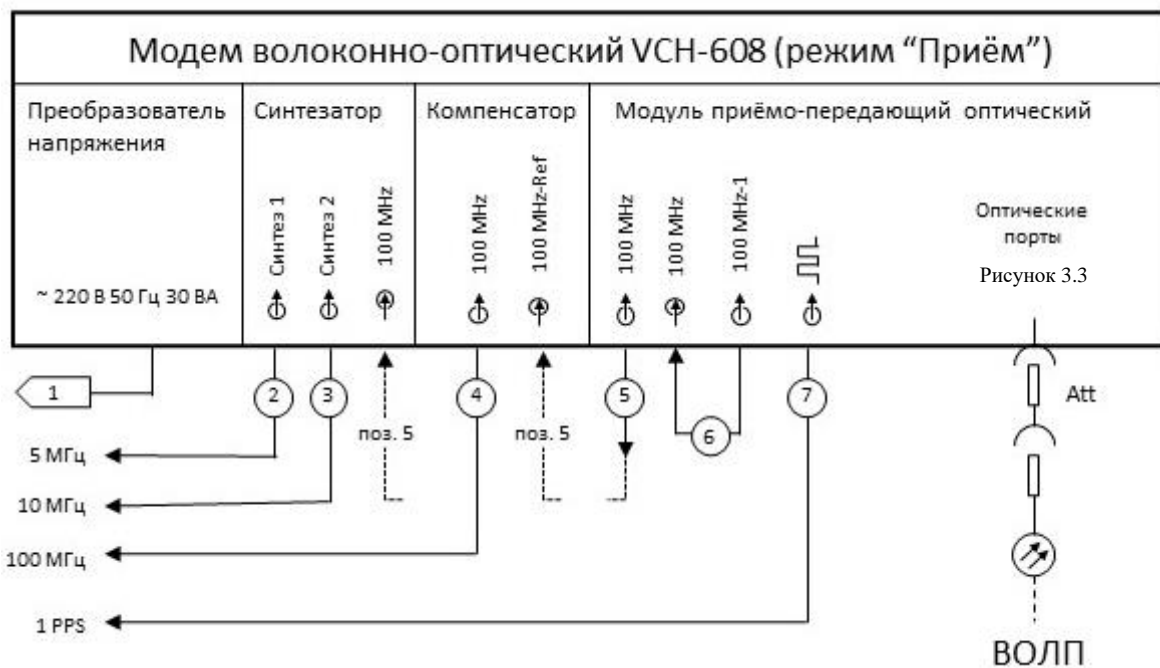 Модем волоконно-оптический VCH-608 (режим “Приём”)
Преобразователь
напряжения
~ 220 В 50 Гц 30 ВА
Синтезатор
Синтез 1
Синтез 2
100 MHz
Компенсатор
100 MHz
100 MHz-Ref
Модуль приёмо-передающий оптический
100 MHz
100 MHz
100 MHz-1
Оптические
порты
Рисунок 3.3
1
2
3
4
5
6
7
поз. 5
поз. 5
Att
5 МГц
10 МГц
100 МГц
1 PPS
ВОЛП